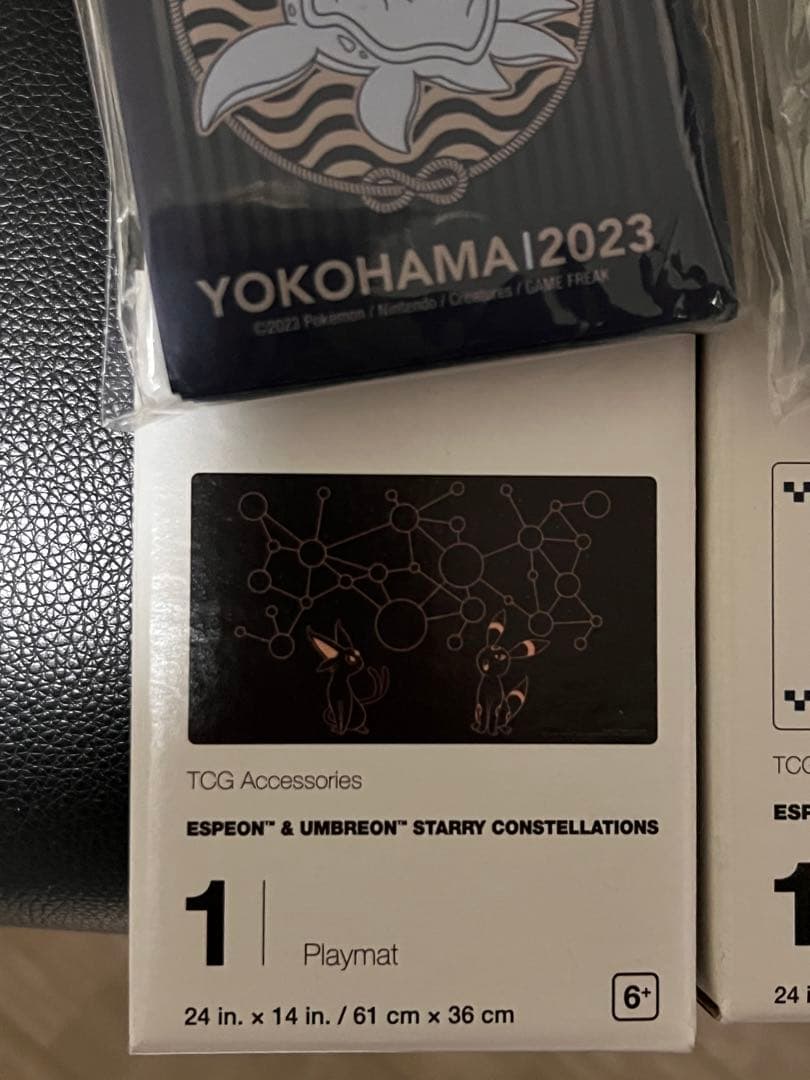 YOKOHAMA|2023
©2023 Pokémon / Nintendo / Creatures / GAME FREAK
TCG Accessories
ESPEON™ & UMBREON™ STARRY CONSTELLATIONS
1 | Playmat
24 in. × 14 in. / 61 cm × 36 cm
6+
TCG
ESP
1
24 i